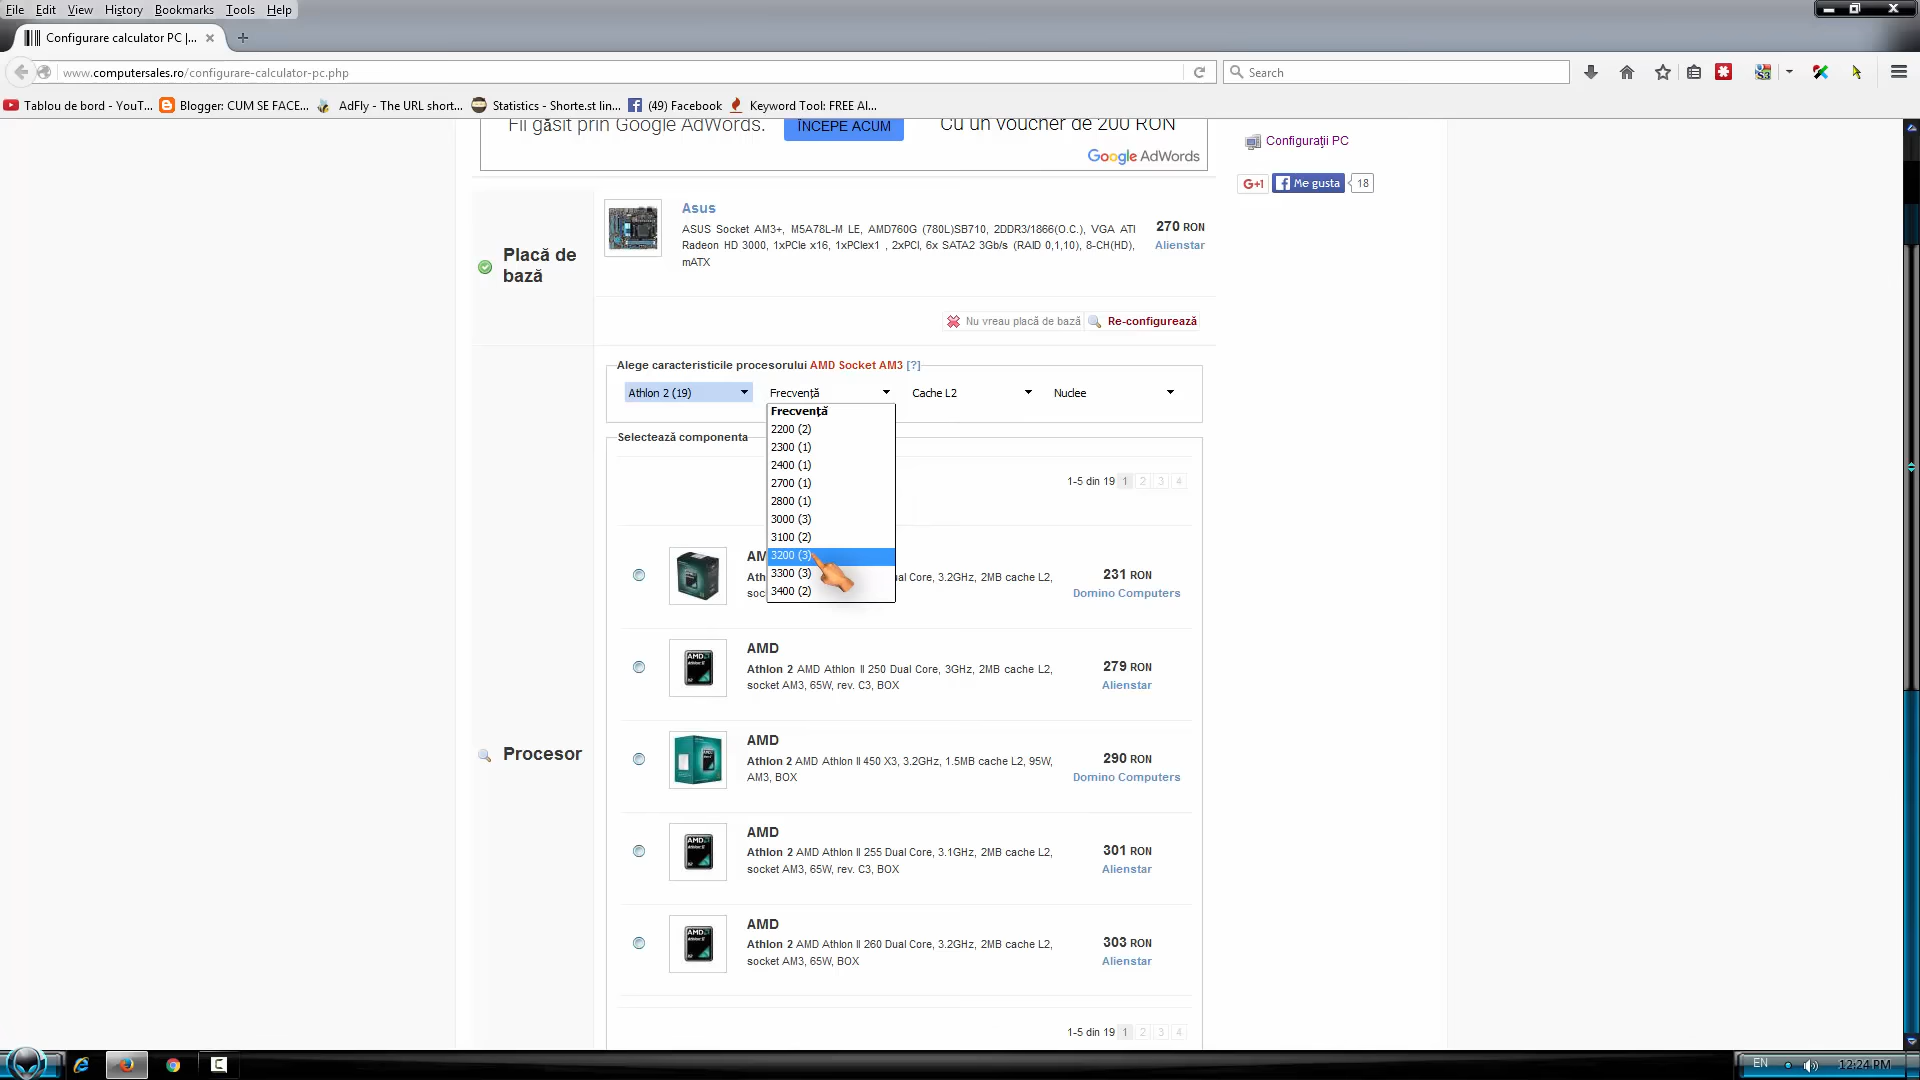 File Edit View History Bookmarks Tools Help
Configurare calculator PC |...
www.computersales.ro/configurare-calculator-pc.php
Search
Tablou de bord - YouT... Blogger: CUM SE FACE... AdFly - The URL short... Statistics - Shorte.st lin... (49) Facebook Keyword Tool: FREE Al...
Fii găsit prin Google AdWords. ÎNCEPE ACUM Cu un voucher de 200 RON
Google AdWords
Configurații PC
G+1 Me gusta 18
Placă de bază
Asus
ASUS Socket AM3+, M5A78L-M LE, AMD760G (780L)SB710, 2DDR3/1866(O.C.), VGA ATI
Radeon HD 3000, 1xPCIe x16, 1xPCIex1 , 2xPCI, 6x SATA2 3Gb/s (RAID 0,1,10), 8-CH(HD),
mATX
270 RON
Alienstar
Nu vreau placă de bază Re-configurează
Alege caracteristicile procesorului AMD Socket AM3 [?]
Athlon 2 (19) Frecvență Cache L2 Nuclee
Frecvență
2200 (2)
2300 (1)
2400 (1)
2700 (1)
2800 (1)
3000 (3)
3100 (2)
3200 (3)
3300 (3)
3400 (2)
Selectează componenta
1-5 din 19 1 2 3 4
Procesor
ual Core, 3.2GHz, 2MB cache L2,
231 RON
Domino Computers
AMD
Athlon 2 AMD Athlon II 250 Dual Core, 3GHz, 2MB cache L2,
socket AM3, 65W, rev. C3, BOX
279 RON
Alienstar
AMD
Athlon 2 AMD Athlon II 450 X3, 3.2GHz, 1.5MB cache L2, 95W,
AM3, BOX
290 RON
Domino Computers
AMD
Athlon 2 AMD Athlon II 255 Dual Core, 3.1GHz, 2MB cache L2,
socket AM3, 65W, rev. C3, BOX
301 RON
Alienstar
AMD
Athlon 2 AMD Athlon II 260 Dual Core, 3.2GHz, 2MB cache L2,
socket AM3, 65W, BOX
303 RON
Alienstar
1-5 din 19 1 2 3 4
EN 12:24 PM